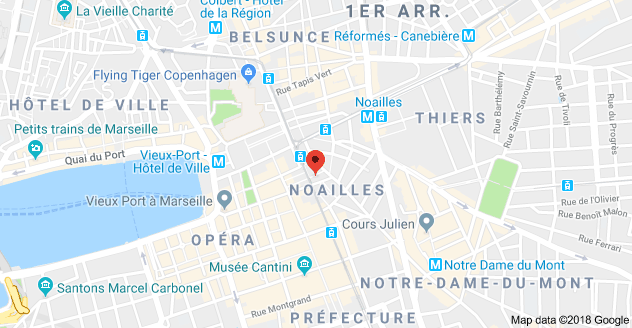 La Vieille Charité
Colbert - Hôtel
de la Région
1ER ARR.
BELSUNCE
Réformés - Canebière
Flying Tiger Copenhagen
Rue Tapis Vert
Noailles
HÔTEL DE VILLE
THIERS
Rue Barthélémy
Rue Saint-Savournin
Rue de Tivoli
Rue du Progrès
Petits trains de Marseille
Quai du Port
Vieux-Port -
Hôtel de Ville
NOAILLES
Vieux Port à Marseille
Cours Julien
Rue de l'Olivier
Rue Benoît Malon
Rue Ferrari
OPÉRA
Musée Cantini
Notre Dame du Mont
NOTRE-DAME-DU-MONT
Santons Marcel Carbonel
Rue Montgrand
PRÉFECTURE
Map data ©2018 Google